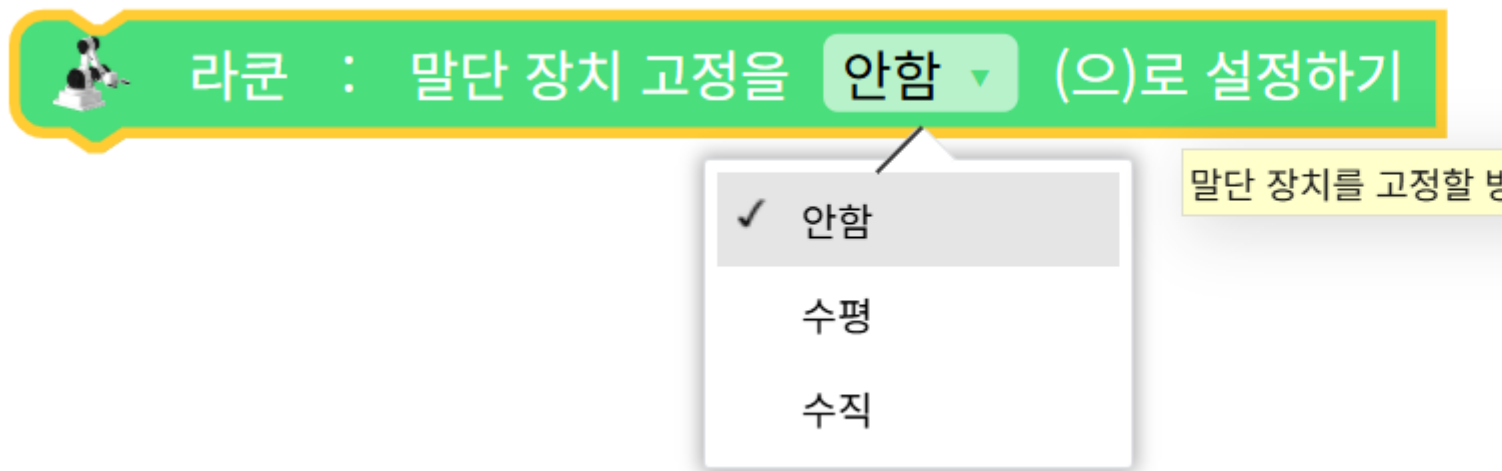 라쿤 : 말단 장치 고정을 안함 ▼ (으)로 설정하기
말단 장치를 고정할
✓ 안함
수평
수직